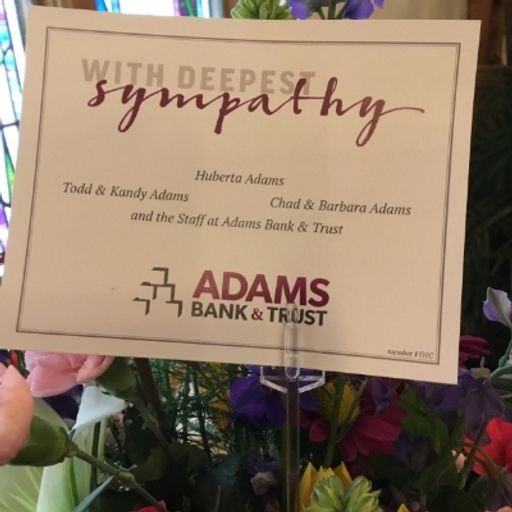 WITH DEEPEST
sympathy
Huberta Adams
Todd & Kandy Adams
Chad & Barbara Adams
and the Staff at Adams Bank & Trust
ADAMS
BANK & TRUST
member FDIC